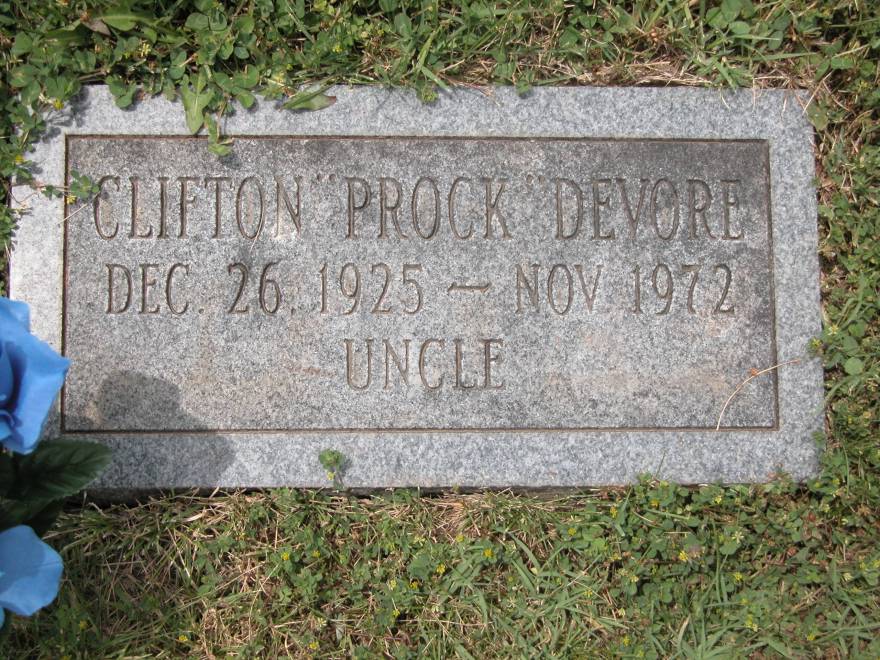 CLIFTON "PROCK" DEVORE
DEC. 26, 1925 — NOV. 1972
UNCLE